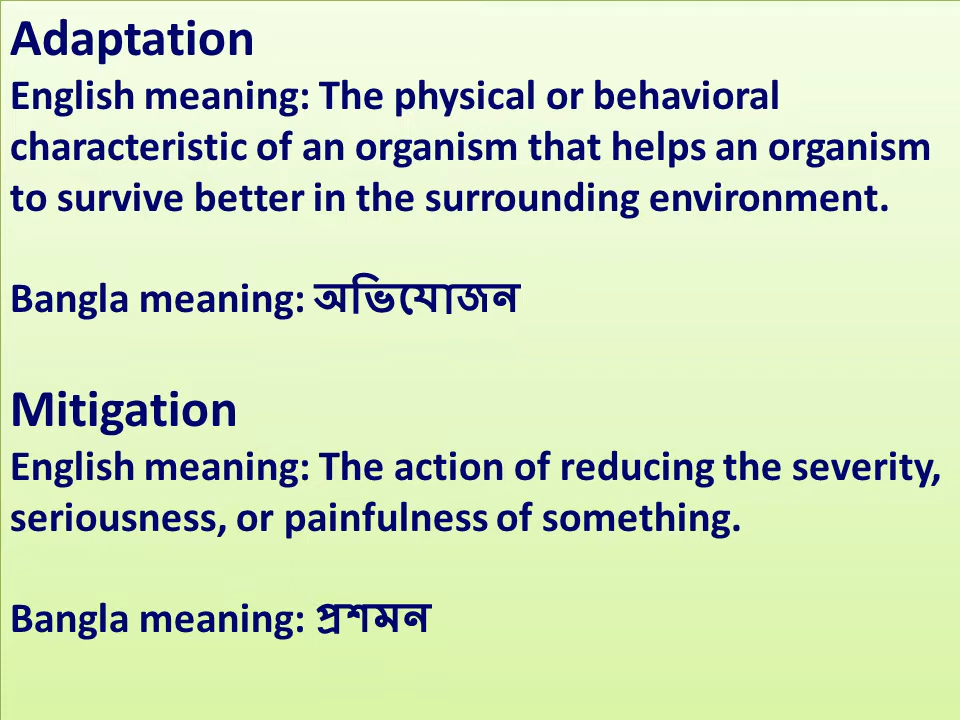 Adaptation
English meaning: The physical or behavioral
characteristic of an organism that helps an organism
to survive better in the surrounding environment.
Bangla meaning: অভিযোজন
Mitigation
English meaning: The action of reducing the severity,
seriousness, or painfulness of something.
Bangla meaning: প্রশমন